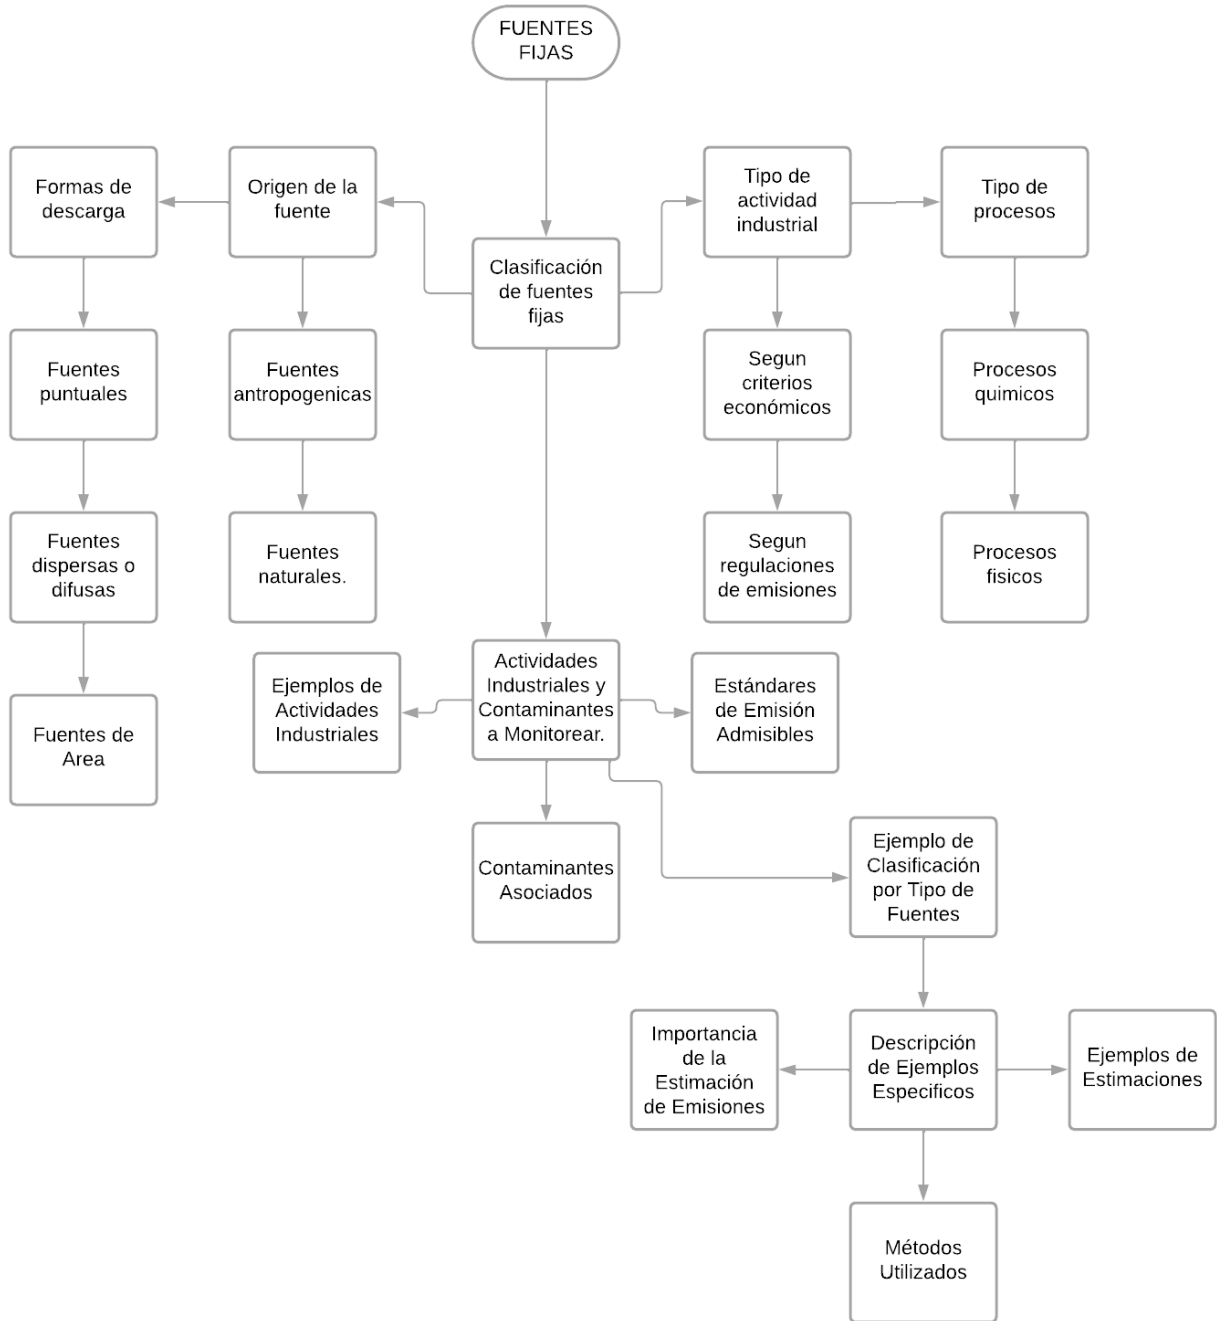 FUENTES
FIJAS
Formas de
descarga
Origen de la
fuente
Clasificación
de fuentes
fijas
Tipo de
actividad
industrial
Tipo de
procesos
Fuentes
puntuales
Fuentes
antropogenicas
Segun
criterios
económicos
Procesos
quimicos
Fuentes
dispersas o
difusas
Fuentes
naturales.
Segun
regulaciones
de emisiones
Procesos
fisicos
Fuentes de
Area
Ejemplos de
Actividades
Industriales
Actividades
Industriales y
Contaminantes
a Monitorear.
Estándares
de Emisión
Admisibles
Contaminantes
Asociados
Ejemplo de
Clasificación
por Tipo de
Fuentes
Importancia
de la
Estimación
de Emisiones
Descripción
de Ejemplos
Especificos
Ejemplos de
Estimaciones
Métodos
Utilizados